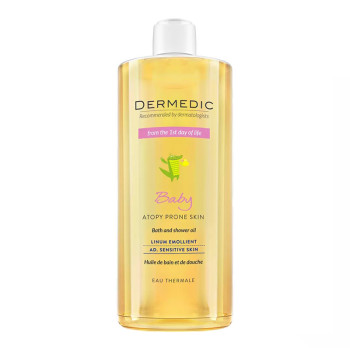 DERMEDIC
Recommended by dermatologists
from the 1st day of life
Baby
ATOPY PRONE SKIN
Bath and shower oil
LINUM EMOLLIENT
AD. SENSITIVE SKIN
Huile de bain et de douche
EAU THERMALE